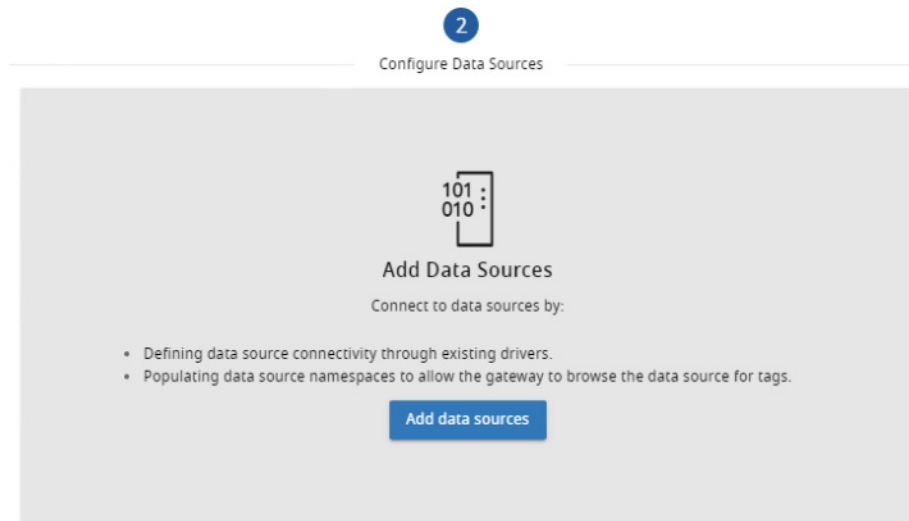 2
Configure Data Sources
101
010
Add Data Sources
Connect to data sources by:
• Defining data source connectivity through existing drivers.
• Populating data source namespaces to allow the gateway to browse the data source for tags.
Add data sources